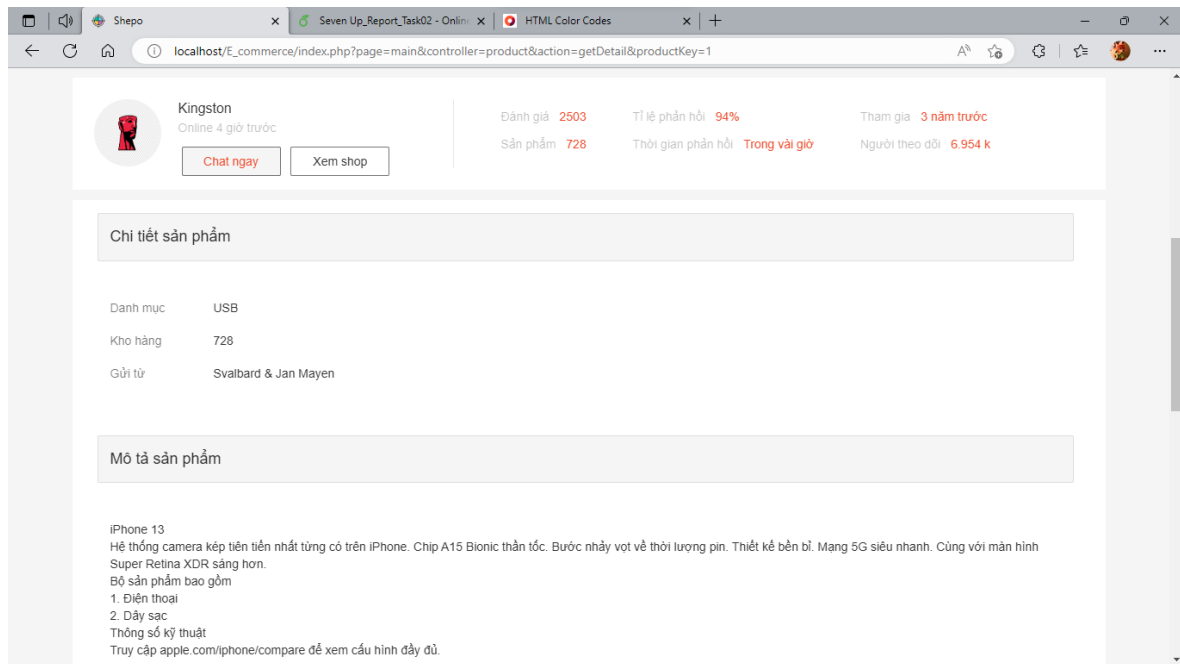 Shepo
Seven Up_Report_Task02 - Online
HTML Color Codes
localhost/E_commerce/index.php?page=main&controller=product&action=getDetail&productKey=1
Kingston
Online 4 giờ trước
Chat ngay
Xem shop
Đánh giá 2503
Tỉ lệ phản hồi 94%
Tham gia 3 năm trước
Sản phẩm 728
Thời gian phản hồi Trong vài giờ
Người theo dõi 6.954 k
Chi tiết sản phẩm
Danh mục USB
Kho hàng 728
Gửi từ Svalbard & Jan Mayen
Mô tả sản phẩm
iPhone 13
Hệ thống camera kép tiên tiến nhất từng có trên iPhone. Chip A15 Bionic thần tốc. Bước nhảy vọt về thời lượng pin. Thiết kế bền bỉ. Mạng 5G siêu nhanh. Cùng với màn hình
Super Retina XDR sáng hơn.
Bộ sản phẩm bao gồm
1. Điện thoại
2. Dây sạc
Thông số kỹ thuật
Truy cập apple.com/iphone/compare để xem cấu hình đầy đủ.